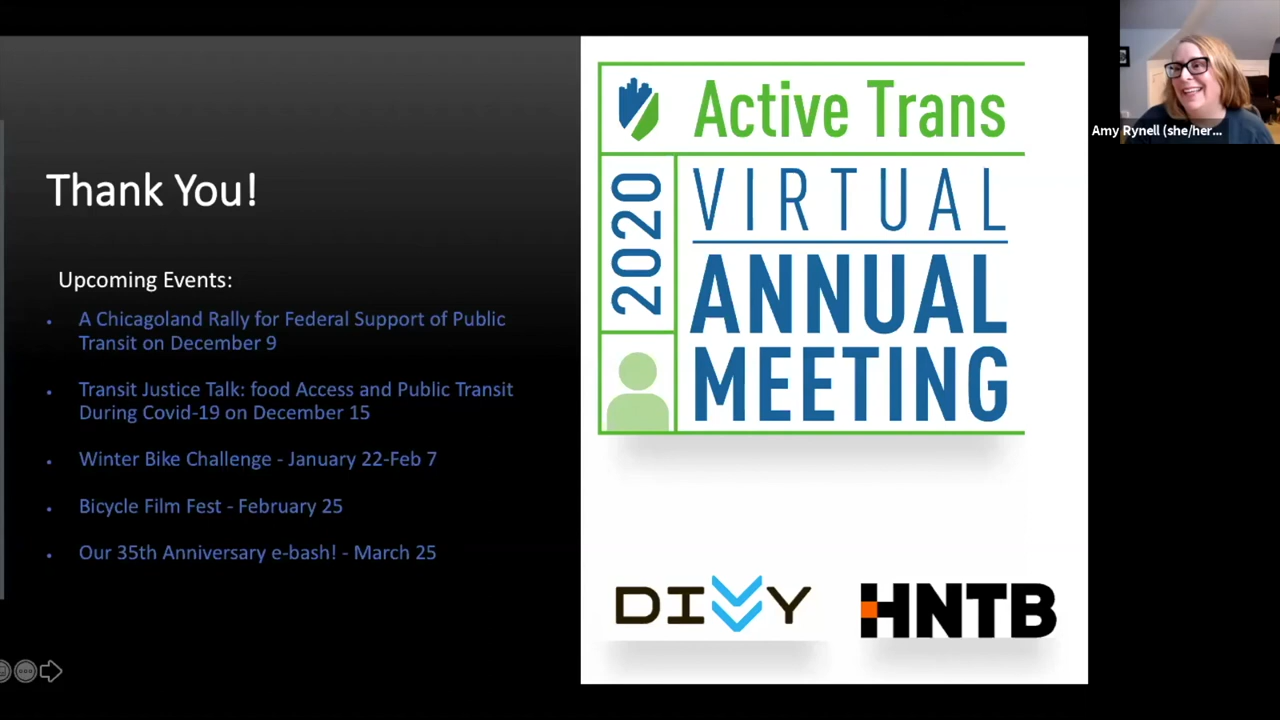 Thank You!
Upcoming Events:
• A Chicagoland Rally for Federal Support of Public
Transit on December 9
• Transit Justice Talk: food Access and Public Transit
During Covid-19 on December 15
• Winter Bike Challenge - January 22-Feb 7
• Bicycle Film Fest - February 25
• Our 35th Anniversary e-bash! - March 25
Active Trans
2020
VIRTUAL
ANNUAL
MEETING
DIVVY
HNTB
Amy Rynell (she/her...